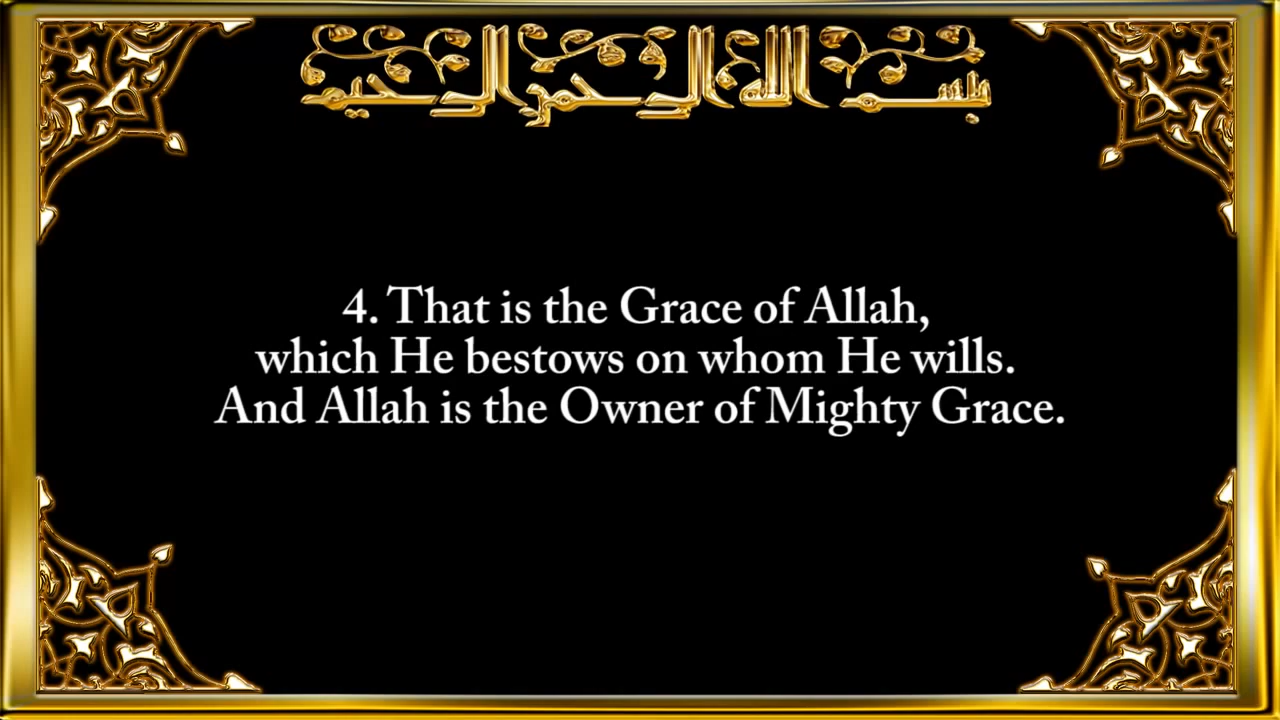 بسم الله الرحمن الرحيم
4. That is the Grace of Allah,
which He bestows on whom He wills.
And Allah is the Owner of Mighty Grace.